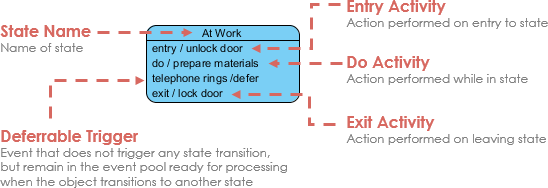 State Name
Name of state
At Work
entry / unlock door
do / prepare materials
telephone rings /defer
exit / lock door
Entry Activity
Action performed on entry to state
Do Activity
Action performed while in state
Exit Activity
Action performed on leaving state
Deferrable Trigger
Event that does not trigger any state transition,
but remain in the event pool ready for processing
when the object transitions to another state